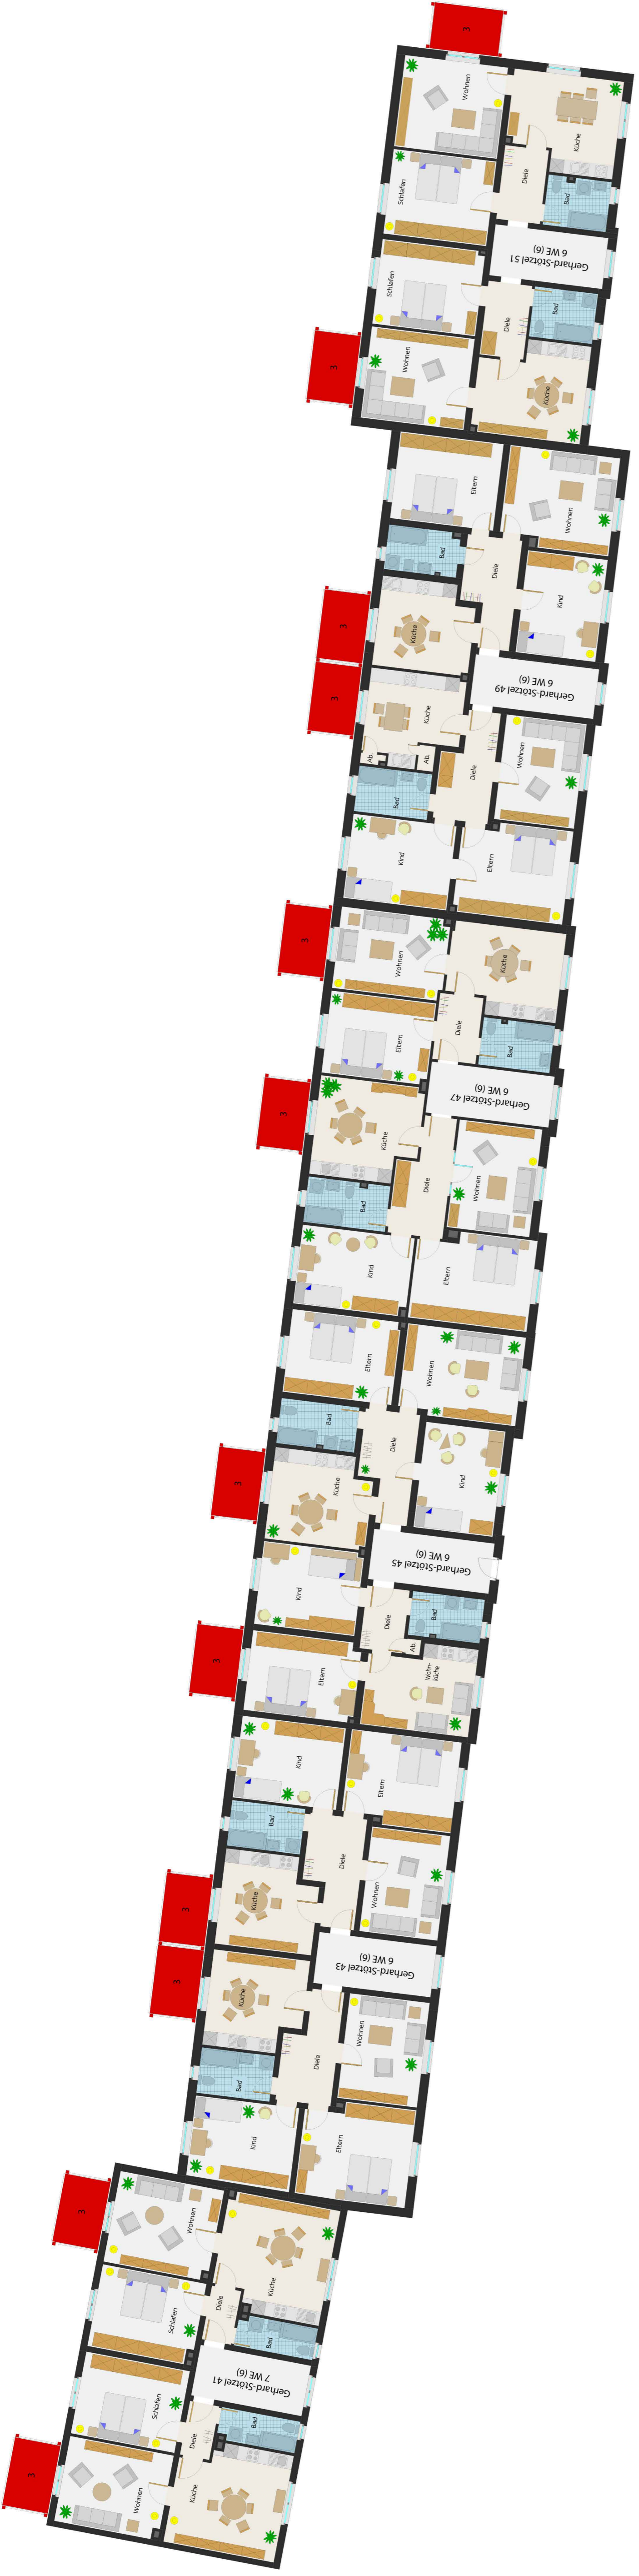 3
Wohnen
Küche
Diele
Schlafen
Bad
Gerhard-Stötzel 51
6 WE (6)
Schlafen
Bad
Diele
3
Wohnen
Küche
Eltern
Wohnen
Bad
Diele
Kind
3
Küche
Gerhard-Stötzel 49
6 WE (6)
3
Küche
Wohnen
Ab.
Ab.
Diele
Bad
Kind
Eltern
3
Wohnen
Küche
Eltern
Diele
Bad
Gerhard-Stötzel 47
6 WE (6)
3
Küche
Diele
Wohnen
Bad
Kind
Eltern
Eltern
Wohnen
Bad
Diele
3
Küche
Kind
Gerhard-Stötzel 45
6 WE (6)
Kind
Diele
Bad
Ab.
3
Eltern
Wohn-
küche
Kind
Eltern
Bad
Diele
3
Küche
Wohnen
Gerhard-Stötzel 43
6 WE (6)
3
Küche
Wohnen
Diele
Bad
Kind
Eltern
3
Wohnen
Küche
Schlafen
Diele
Bad
Gerhard-Stötzel 41
7 WE (6)
Schlafen
Bad
Diele
3
Wohnen
Küche